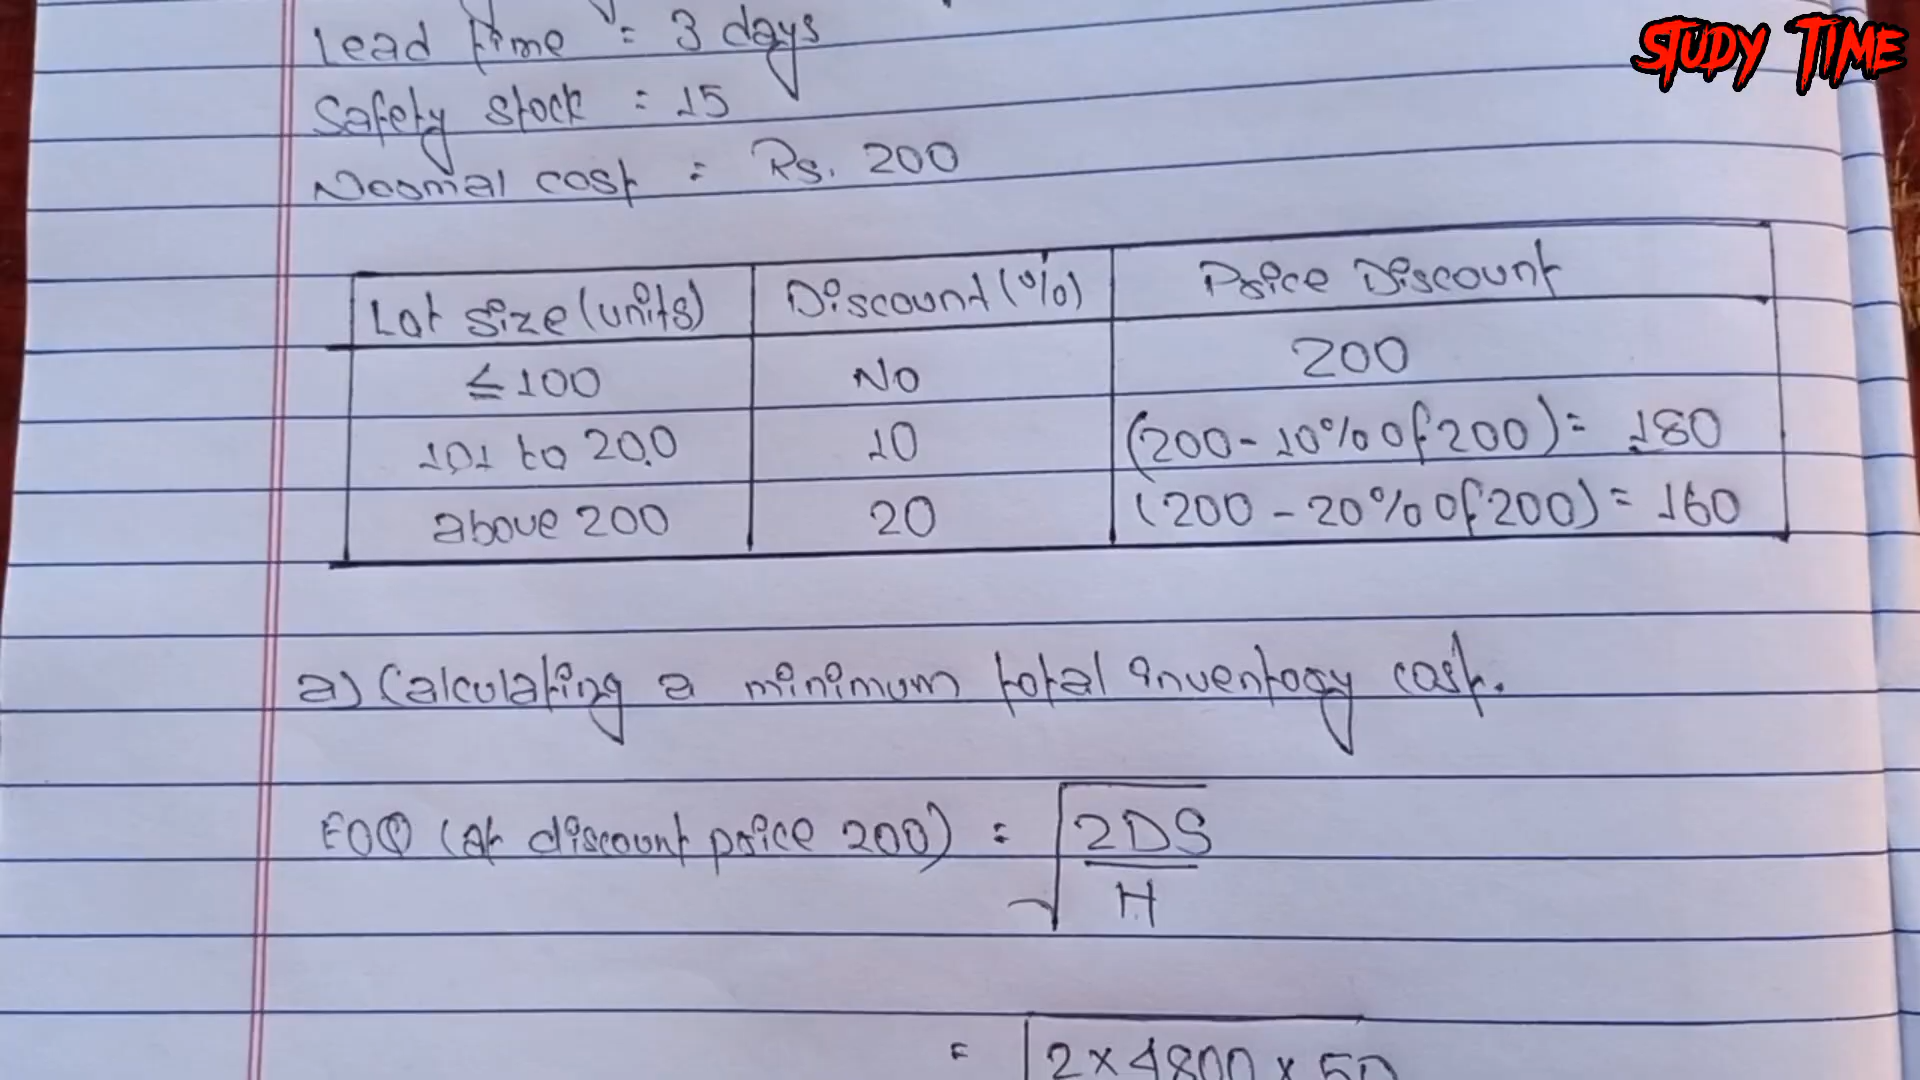 STUDY TIME
Lead time = 3 days
Safety stock = 15
Normal cost = Rs. 200
Lot size (units) Discount (%) Price Discount
≤ 100 No 200
101 to 200 10 (200 - 10% of 200) = 180
above 200 20 (200 - 20% of 200) = 160
a) Calculating a minimum total inventory cost.
EOQ (at discount price 200) = √2DS
H
= √2 × 4800 × 50